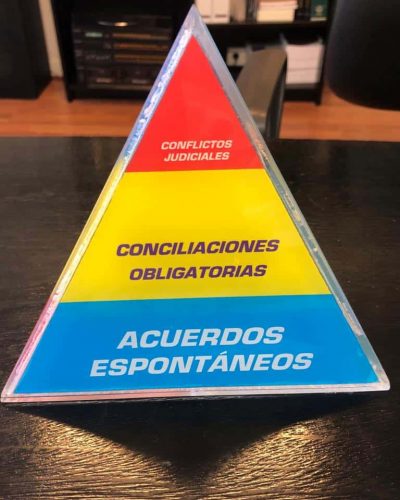 CONFLICTOS
JUDICIALES
CONCILIACIONES
OBLIGATORIAS
ACUERDOS
ESPONTÁNEOS